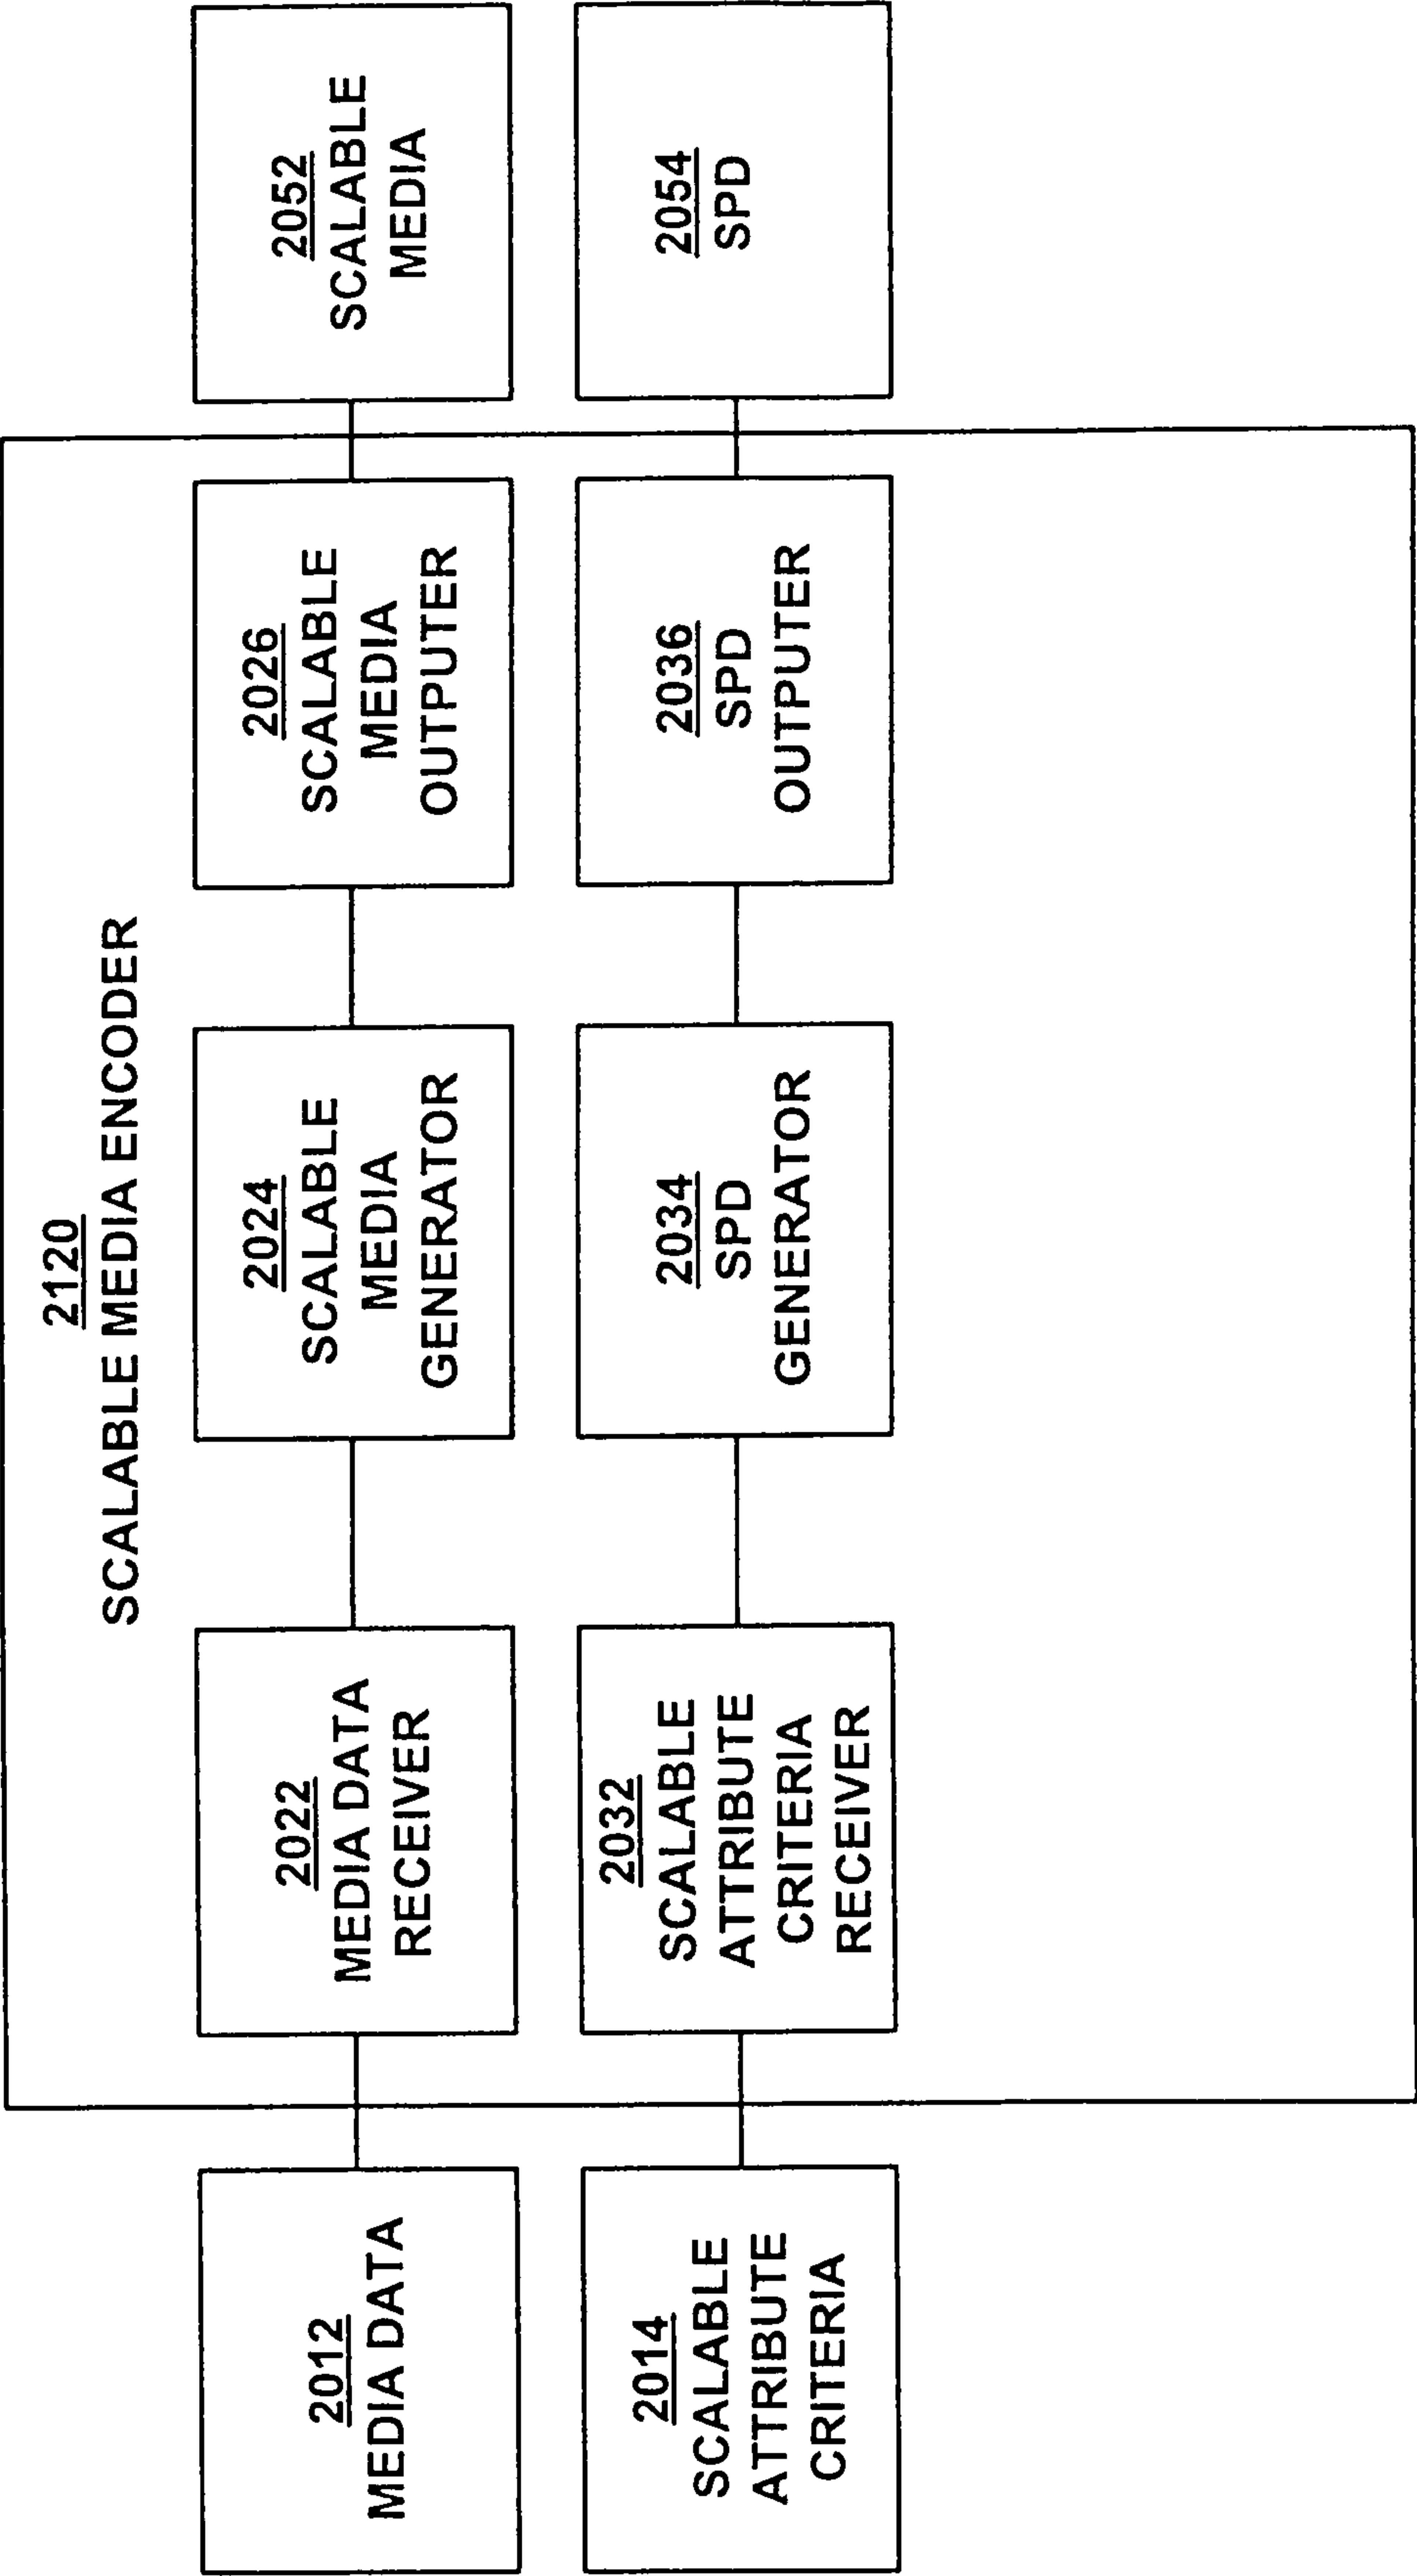 2120
SCALABLE MEDIA ENCODER
2012
MEDIA DATA
2022
MEDIA DATA
RECEIVER
2024
SCALABLE
MEDIA
GENERATOR
2026
SCALABLE
MEDIA
OUTPUTER
2052
SCALABLE
MEDIA
2014
SCALABLE
ATTRIBUTE
CRITERIA
2032
SCALABLE
ATTRIBUTE
CRITERIA
RECEIVER
2034
SPD
GENERATOR
2036
SPD
OUTPUTER
2054
SPD